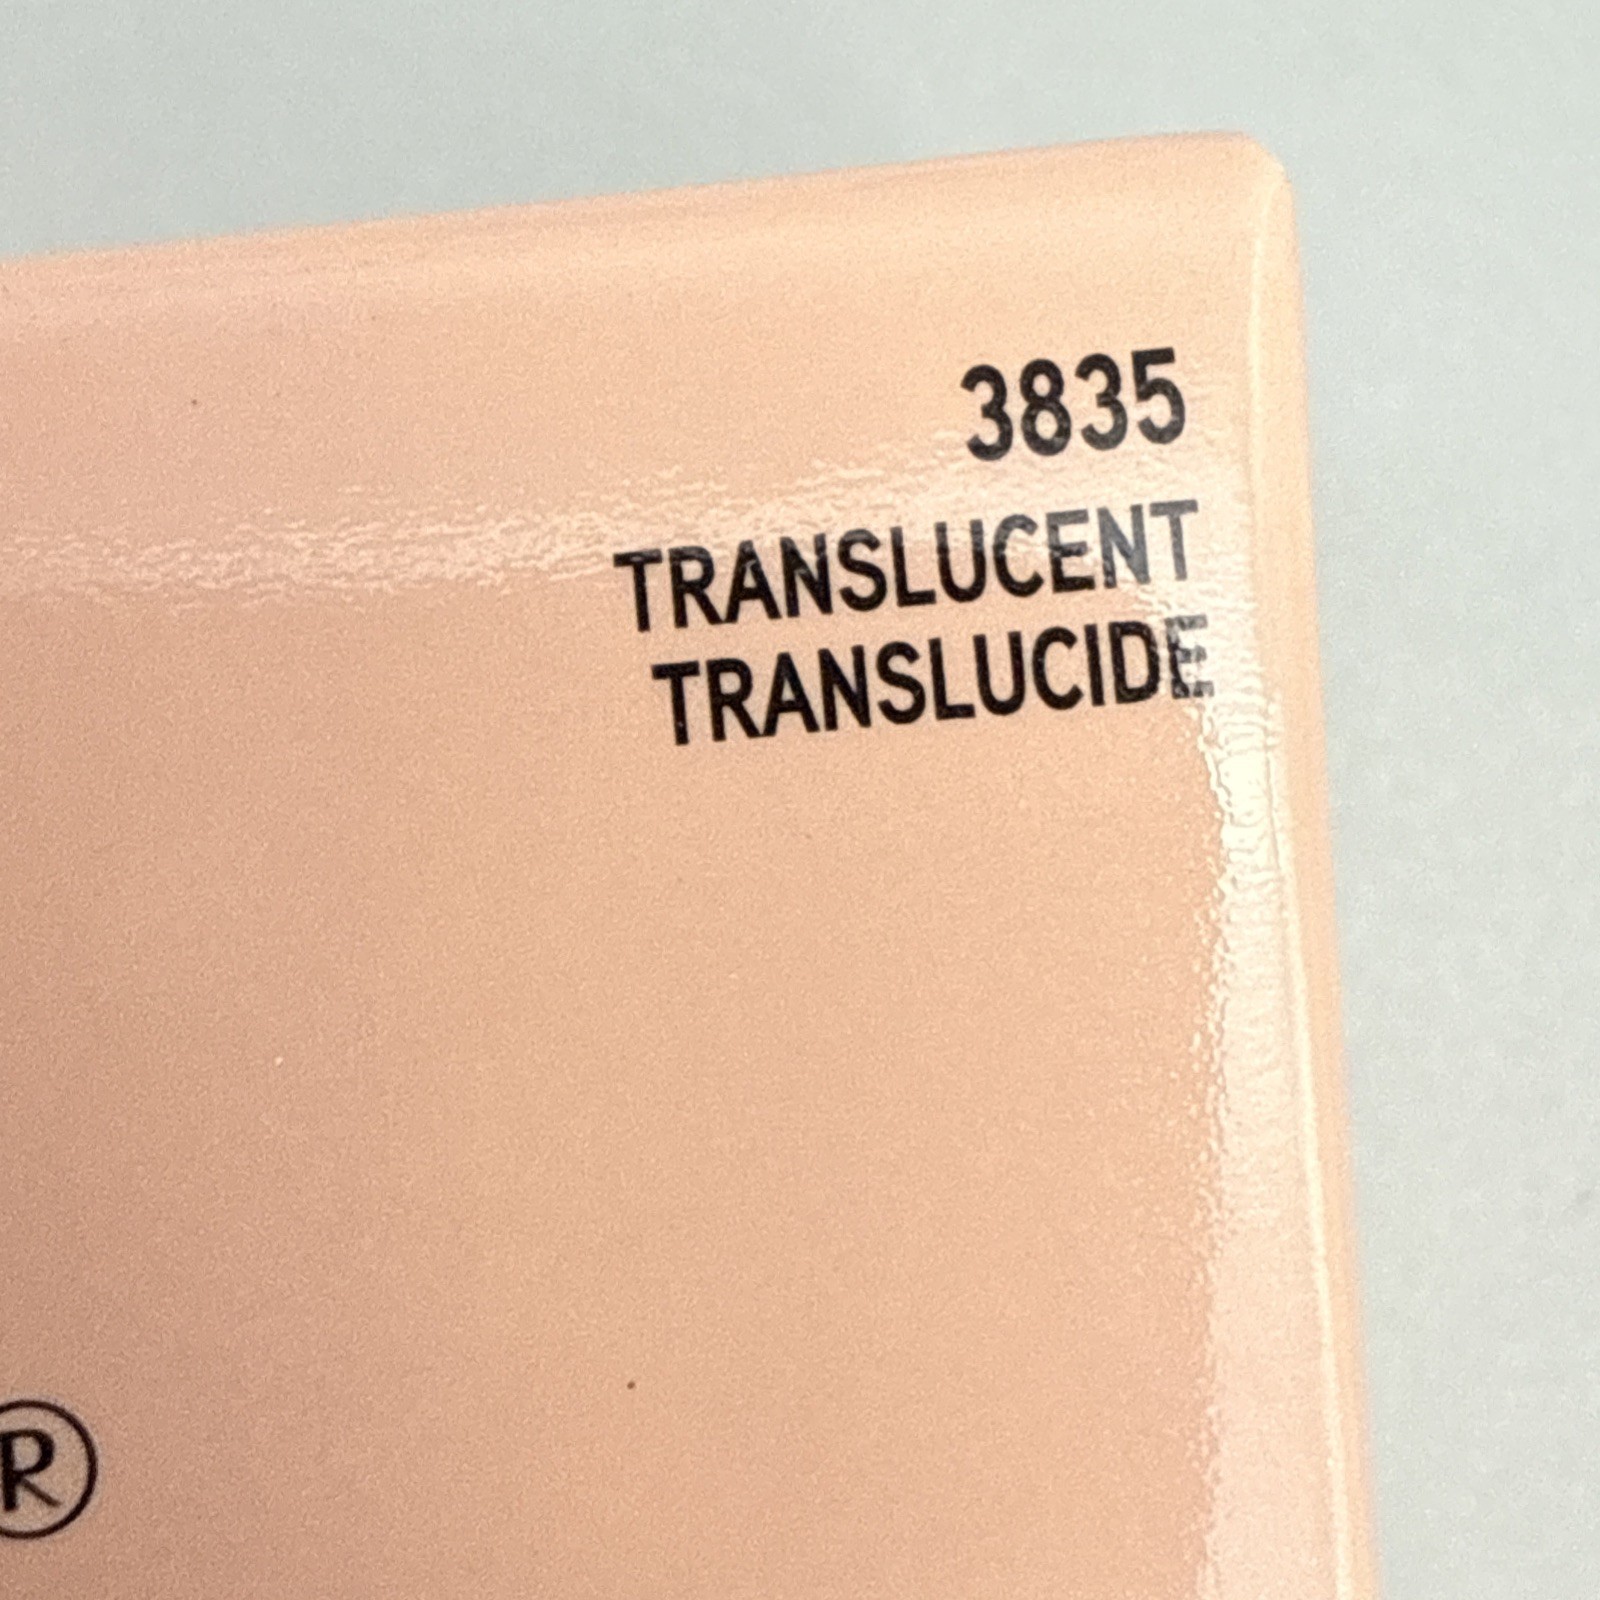 3835
TRANSLUCENT
TRANSLUCIDE
®